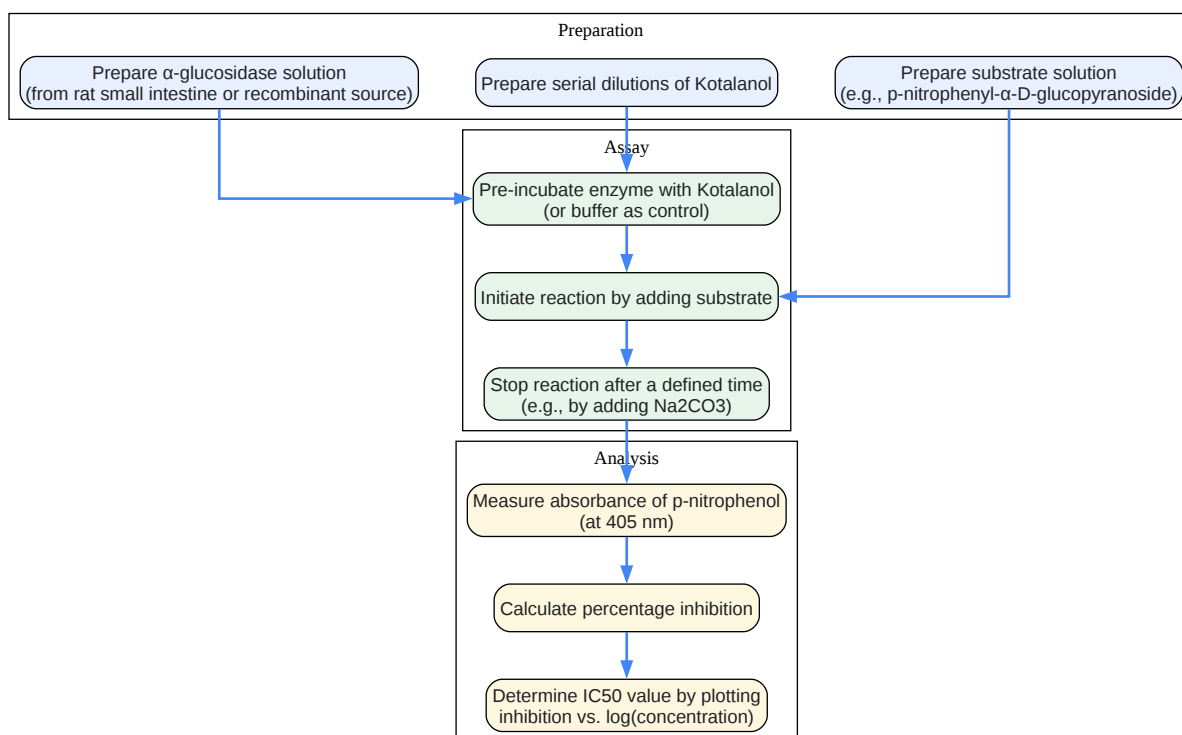 Preparation
Prepare α-glucosidase solution
(from rat small intestine or recombinant source)
Prepare serial dilutions of Kotalanol
Prepare substrate solution
(e.g., p-nitrophenyl-α-D-glucopyranoside)
Assay
Pre-incubate enzyme with Kotalanol
(or buffer as control)
Initiate reaction by adding substrate
Stop reaction after a defined time
(e.g., by adding Na2CO3)
Analysis
Measure absorbance of p-nitrophenol
(at 405 nm)
Calculate percentage inhibition
Determine IC50 value by plotting
inhibition vs. log(concentration)